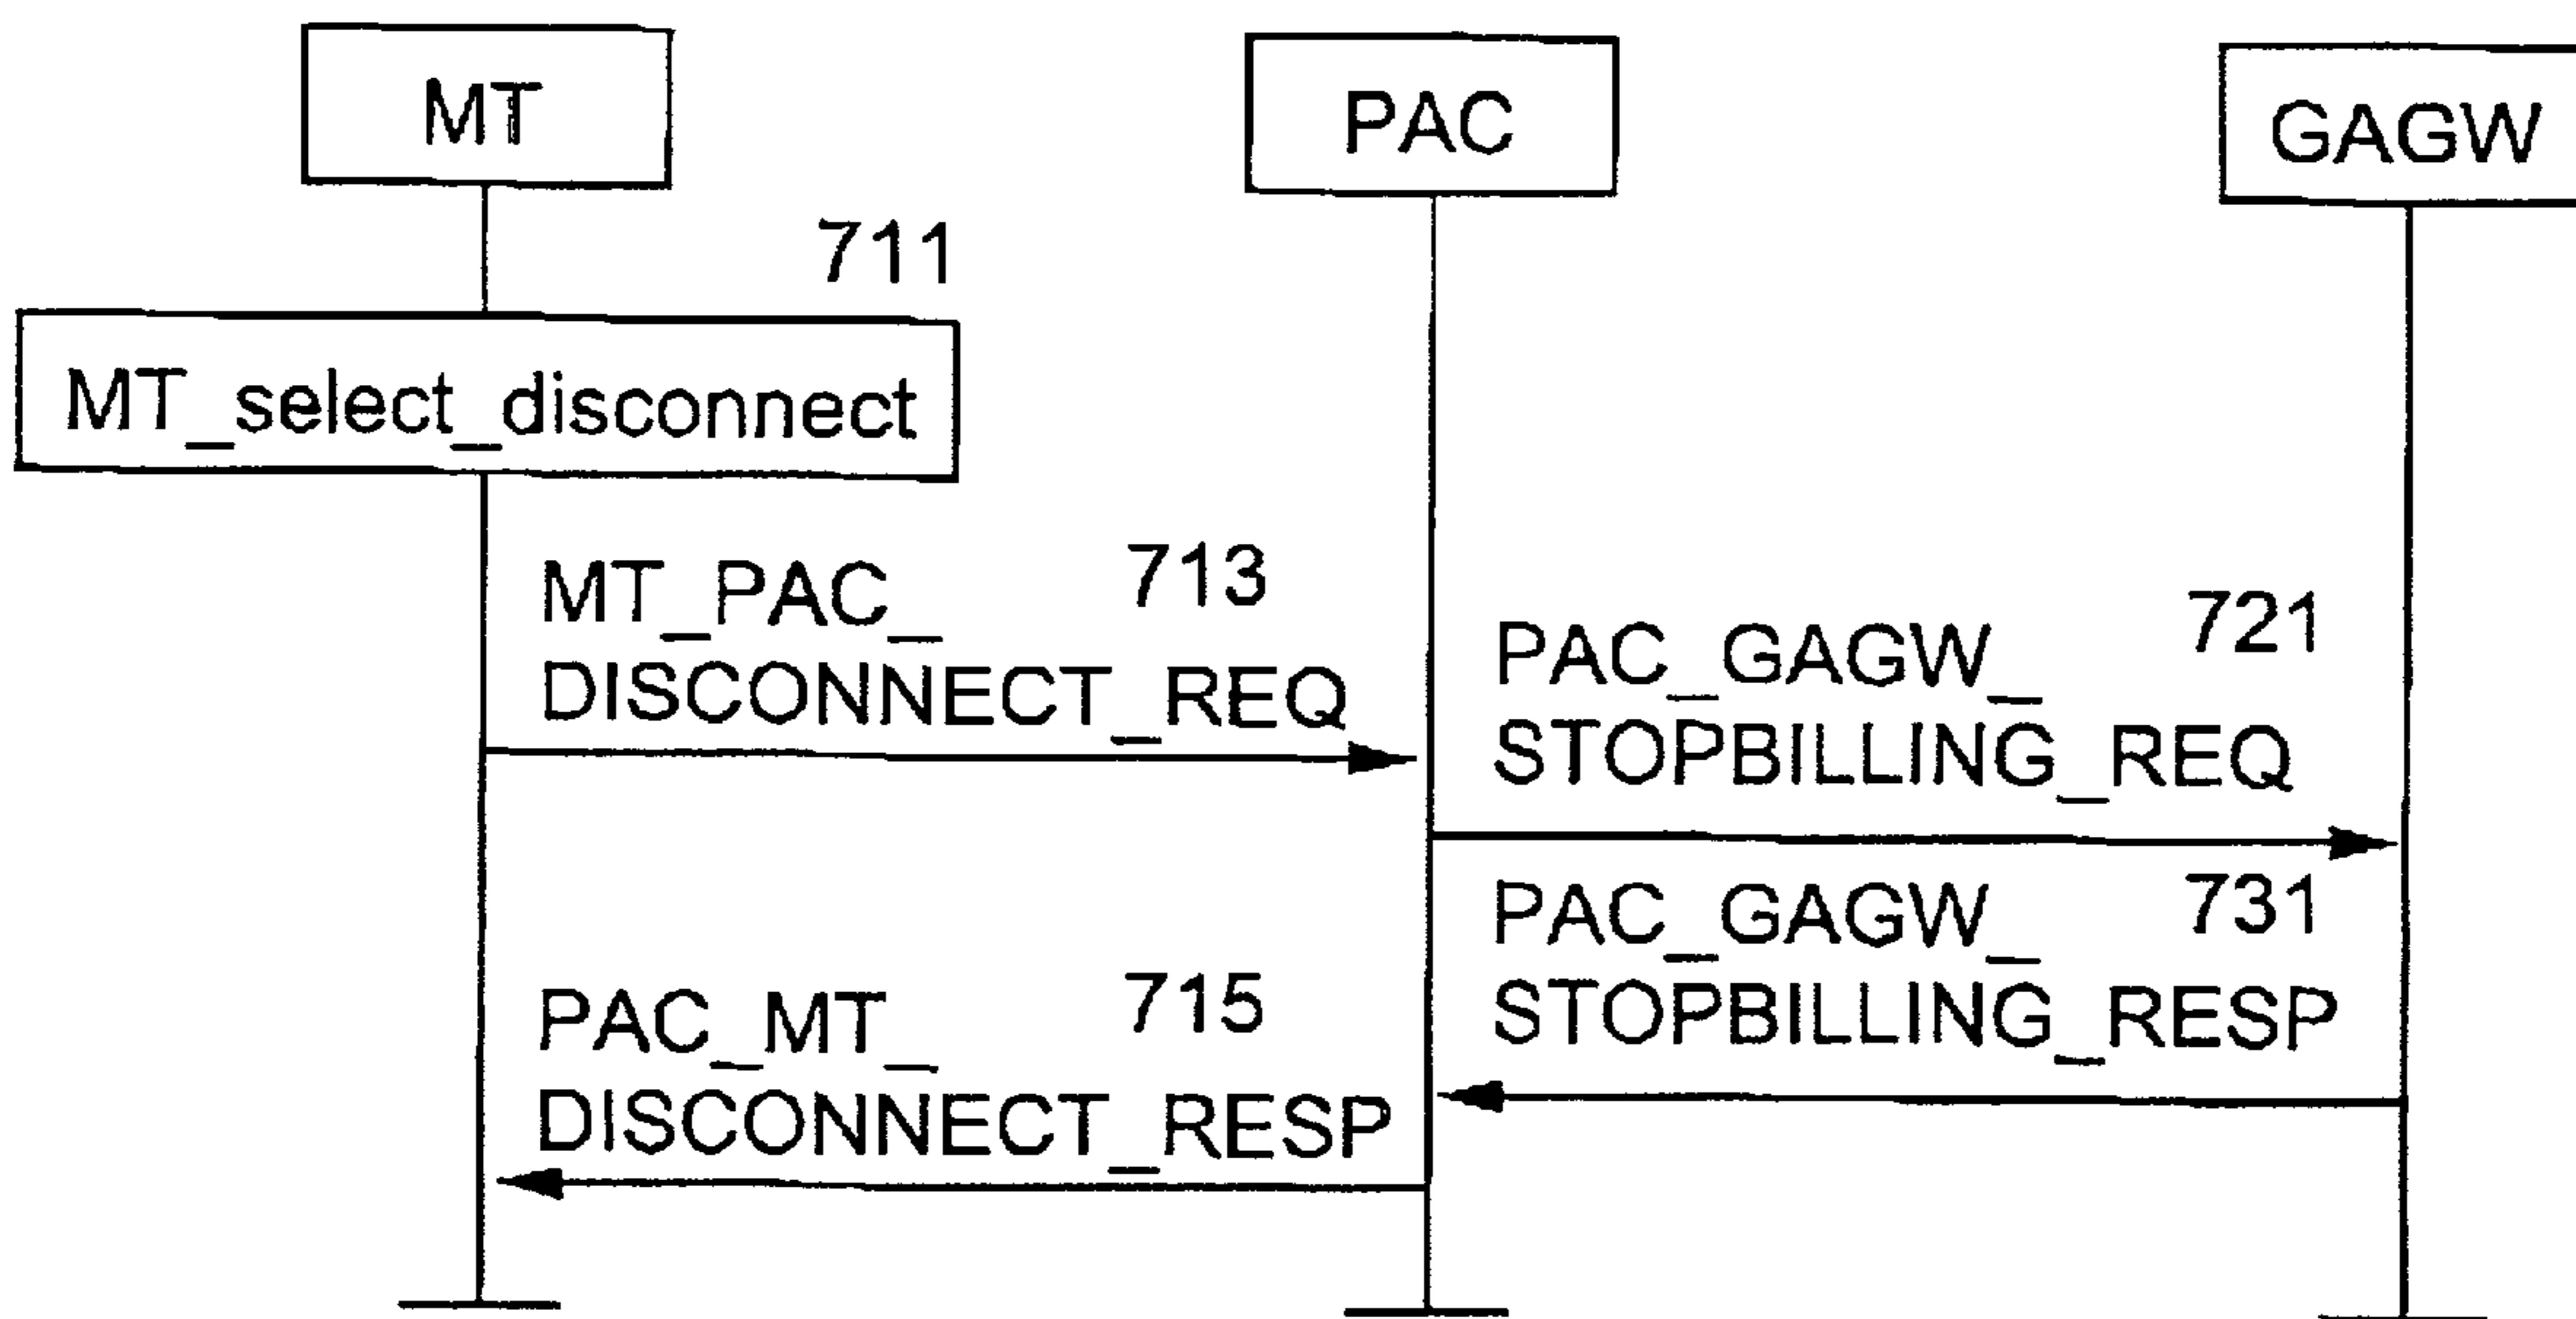 MT
PAC
GAGW
711
MT_select_disconnect
MT_PAC_ 713
DISCONNECT_REQ
PAC_GAGW_ 721
STOPBILLING_REQ
PAC_GAGW_ 731
STOPBILLING_RESP
PAC_MT_ 715
DISCONNECT_RESP